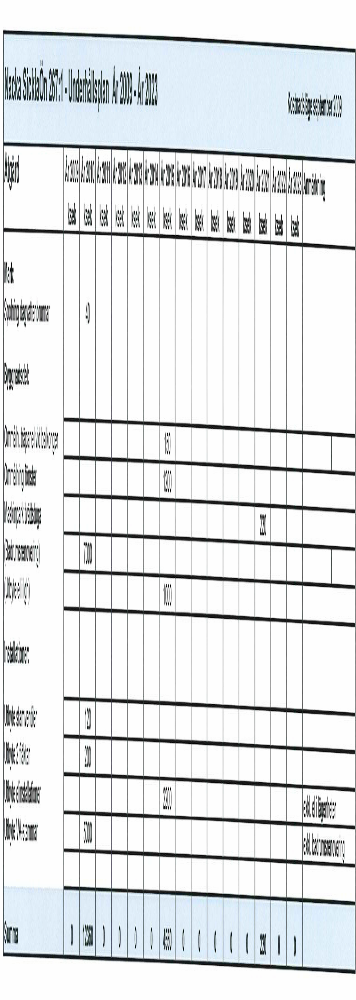 Nacka SicklaÖn 267:1 - Underhållsplan År 2009 - År 2023
Kostnadsläge september 2009
Åtgärd År 2009 År 2010 År 2011 År 2012 År 2013 År 2014 År 2015 År 2016 År 2017 År 2018 År 2019 År 2020 År 2021 År 2022 År 2023 Anmärkning
ksek ksek ksek ksek ksek ksek ksek ksek ksek ksek ksek ksek ksek ksek ksek
Mark:
Spolning dagvattenbrunnar 40
Byggnadsdel:
Ommåln. träpanel vid balkonger 150
Ommålning fönster 1200
Maskinpark tvättstuga 220
(Badrumsrenovering) 7000
(Utbyte el i lgh) 1000
Installationer:
Utbyte stamventiler 120
Utbyte 2 fläktar 200
Utbyte elinstallationer 2200 exkl. el i lägenheter
Utbyte VA-stammar 5000 exkl. badrumsrenovering
Summa 0 12360 0 0 0 0 4550 0 0 0 0 0 220 0 0